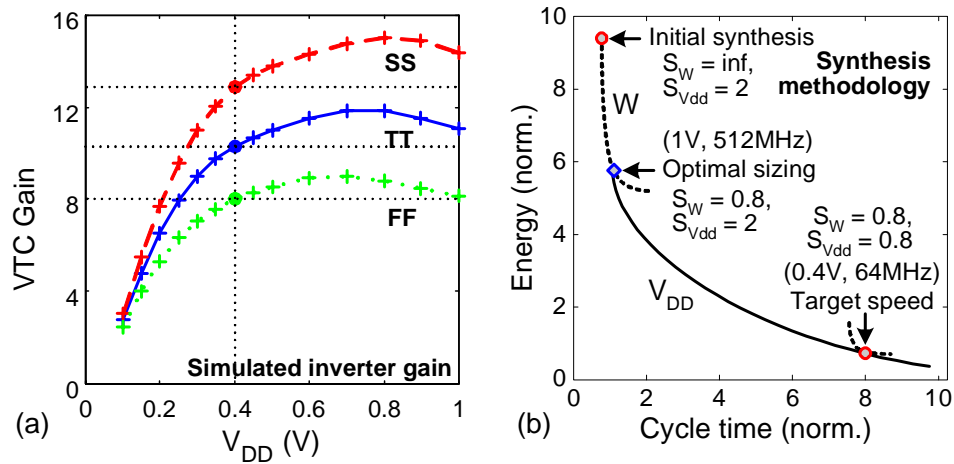 16
12
8
4
0
VTC Gain
SS
TT
FF
Simulated inverter gain
0
0.2
0.4
0.6
0.8
1
V_DD (V)
(a)
10
8
6
4
2
0
Energy (norm.)
Initial synthesis
S_W = inf,
S_Vdd = 2
Synthesis
methodology
W
(1V, 512MHz)
Optimal sizing
S_W = 0.8,
S_Vdd = 2
S_W = 0.8,
S_Vdd = 0.8
(0.4V, 64MHz)
Target speed
V_DD
0
2
4
6
8
10
Cycle time (norm.)
(b)